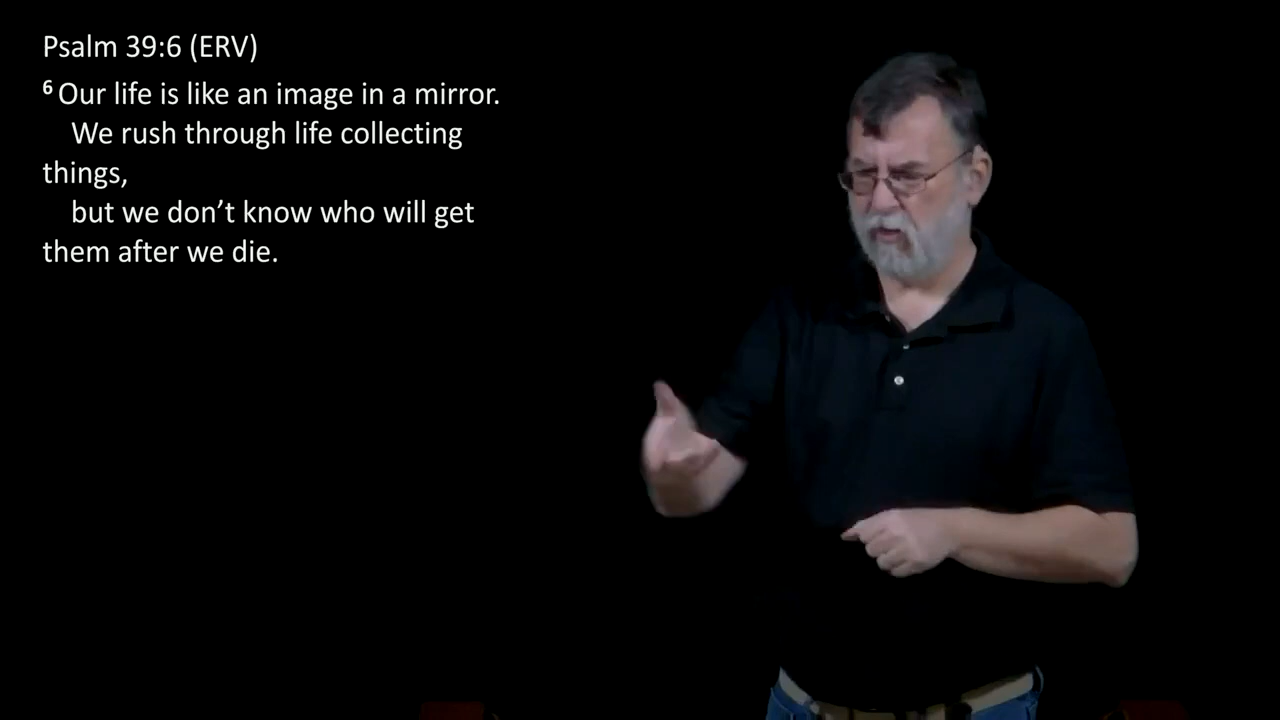 Psalm 39:6 (ERV)
6 Our life is like an image in a mirror.
We rush through life collecting
things,
but we don’t know who will get
them after we die.